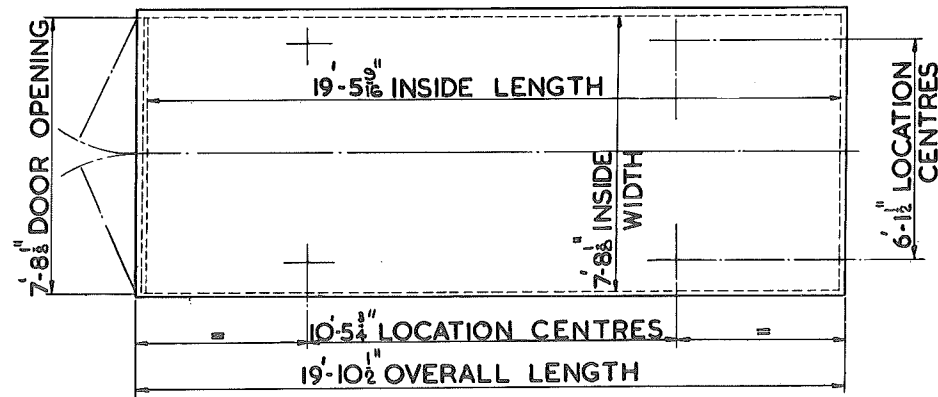 7'-8⅛" DOOR OPENING
19'-5 9/16" INSIDE LENGTH
7'-8⅛" INSIDE
WIDTH
6'-1½" LOCATION
CENTRES
= 10'-5¾" LOCATION CENTRES =
19'-10½" OVERALL LENGTH